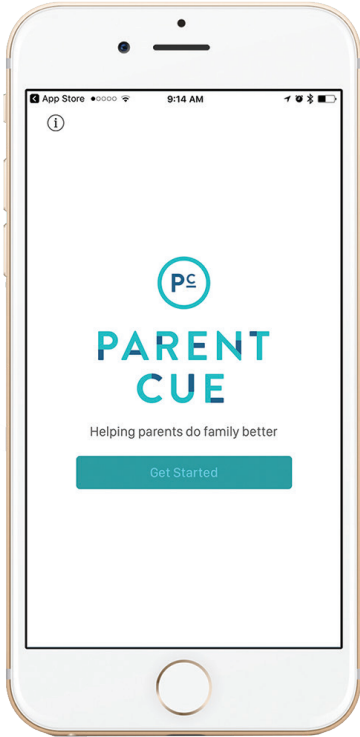 App Store 9:14 AM
i
Pc
PARENT
CUE
Helping parents do family better
Get Started